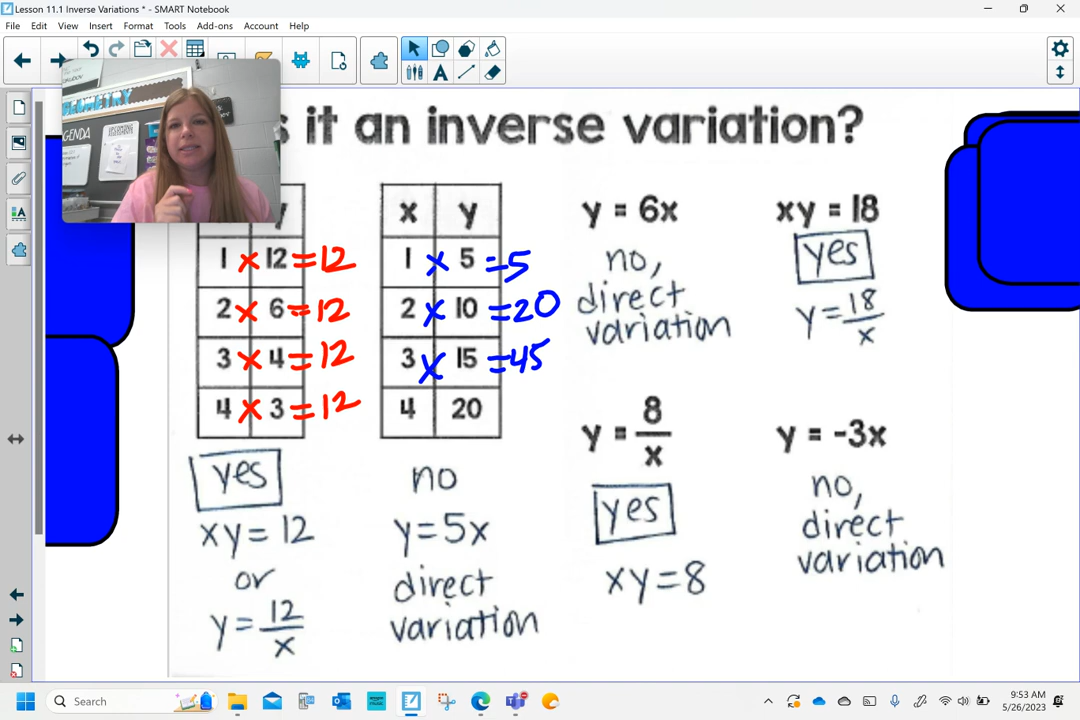 Lesson 11.1 Inverse Variations * - SMART Notebook
File Edit View Insert Format Tools Add-ons Account Help
AGENDA
it an inverse variation?
y
1 × 12 = 12
2 × 6 = 12
3 × 4 = 12
4 × 3 = 12
yes
xy = 12
or
y = 12/x
x y
1 × 5 = 5
2 × 10 = 20
3 × 15 = 45
4 20
no
y = 5x
direct
variation
y = 6x
no,
direct
variation
xy = 18
yes
y = 18/x
y = 8/x
yes
xy = 8
y = -3x
no,
direct
variation
Search
9:53 AM
5/26/2023